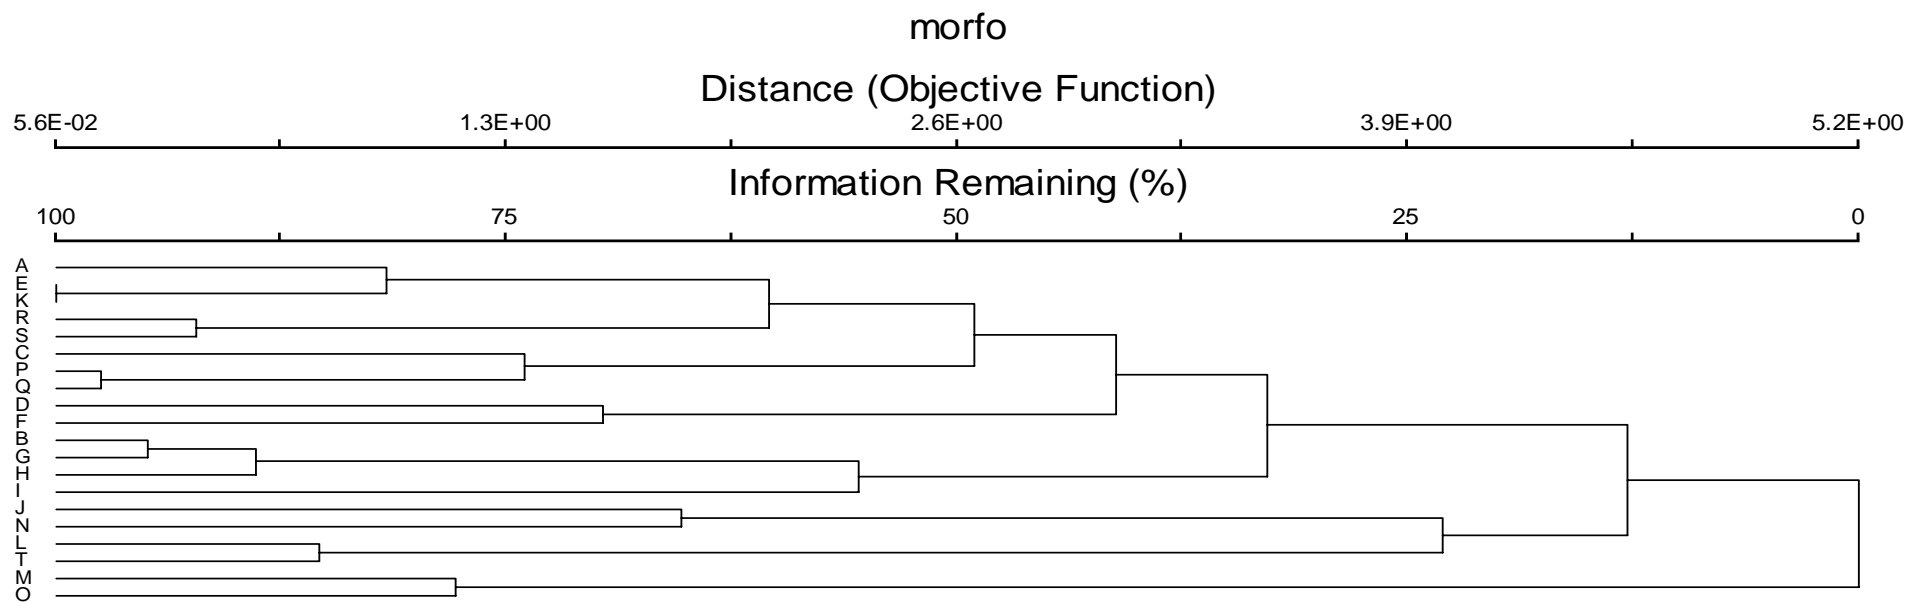 morfo
Distance (Objective Function)
5.6E-02 1.3E+00 2.6E+00 3.9E+00 5.2E+00
Information Remaining (%)
100 75 50 25 0
A
E
K
R
S
C
P
Q
D
F
B
G
H
I
J
N
L
T
M
O